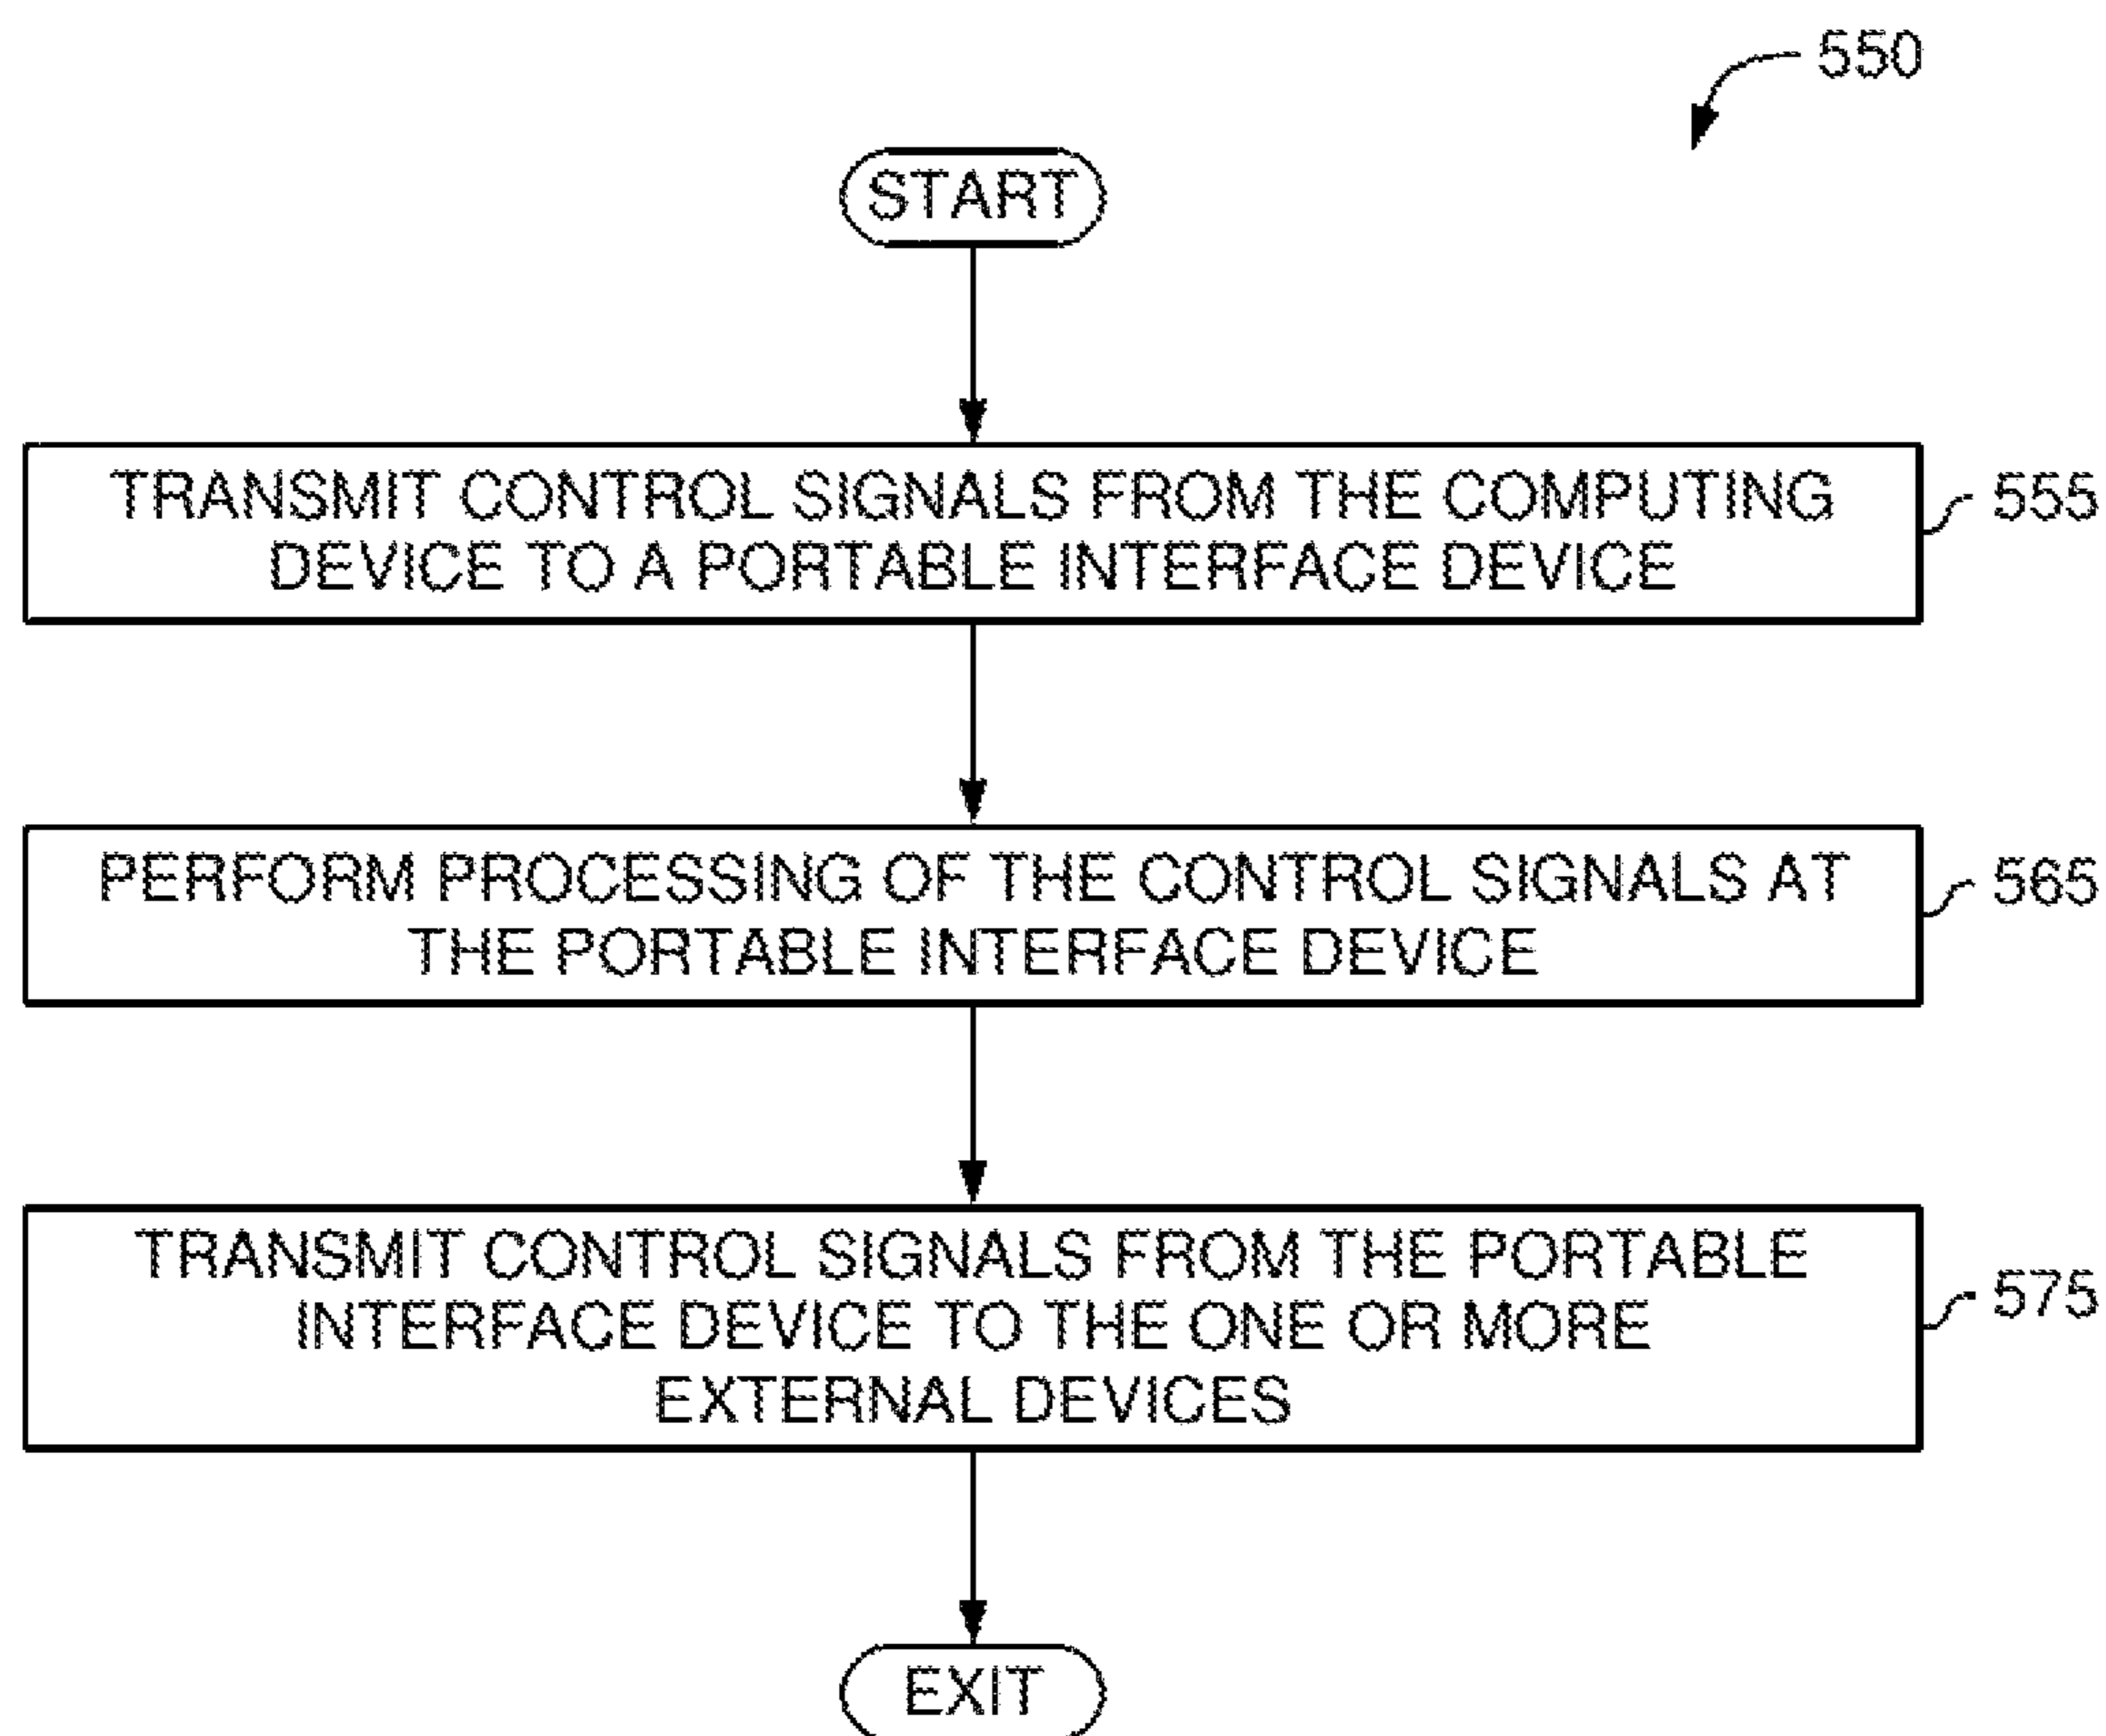 550
START
TRANSMIT CONTROL SIGNALS FROM THE COMPUTING
DEVICE TO A PORTABLE INTERFACE DEVICE
555
PERFORM PROCESSING OF THE CONTROL SIGNALS AT
THE PORTABLE INTERFACE DEVICE
565
TRANSMIT CONTROL SIGNALS FROM THE PORTABLE
INTERFACE DEVICE TO THE ONE OR MORE
EXTERNAL DEVICES
575
EXIT